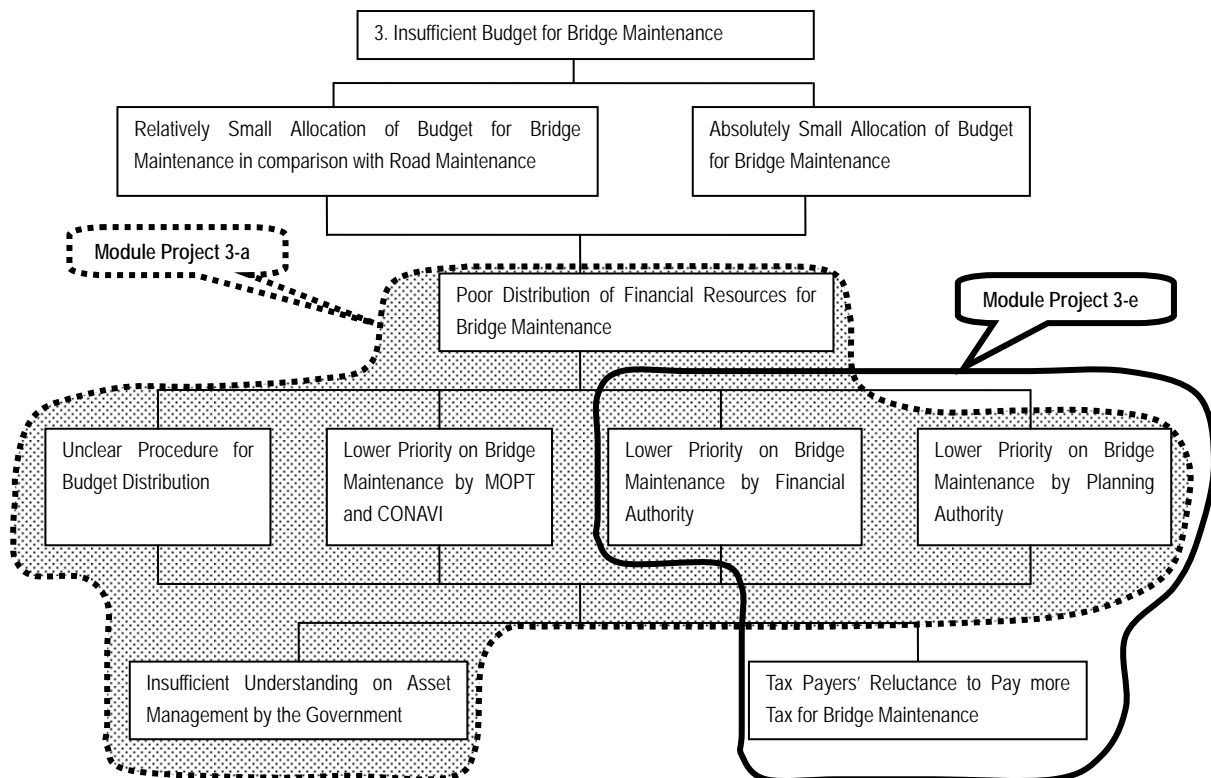 3. Insufficient Budget for Bridge Maintenance
Relatively Small Allocation of Budget for Bridge
Maintenance in comparison with Road Maintenance
Absolutely Small Allocation of Budget
for Bridge Maintenance
Module Project 3-a
Poor Distribution of Financial Resources for
Bridge Maintenance
Module Project 3-e
Unclear Procedure for
Budget Distribution
Lower Priority on Bridge
Maintenance by MOPT
and CONAVI
Lower Priority on Bridge
Maintenance by Financial
Authority
Lower Priority on Bridge
Maintenance by Planning
Authority
Insufficient Understanding on Asset
Management by the Government
Tax Payers' Reluctance to Pay more
Tax for Bridge Maintenance